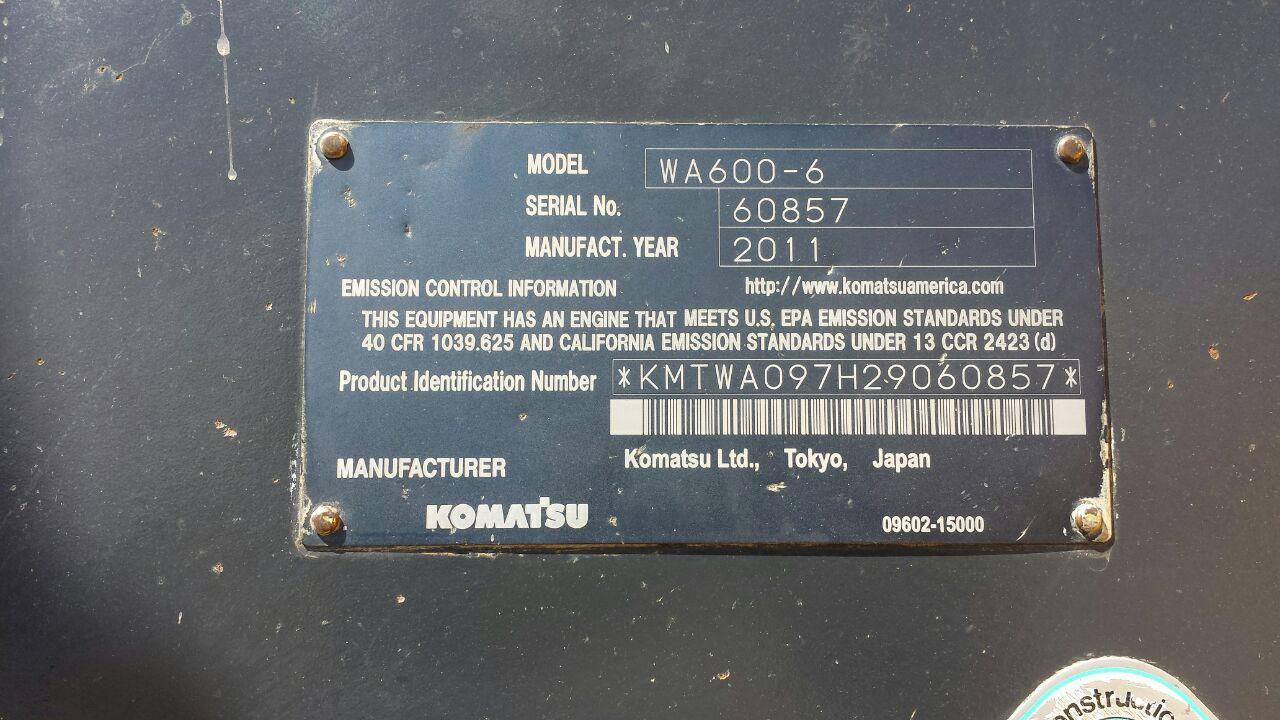 MODEL WA600-6
SERIAL No. 60857
MANUFACT. YEAR 2011
EMISSION CONTROL INFORMATION http://www.komatsuamerica.com
THIS EQUIPMENT HAS AN ENGINE THAT MEETS U.S. EPA EMISSION STANDARDS UNDER
40 CFR 1039.625 AND CALIFORNIA EMISSION STANDARDS UNDER 13 CCR 2423 (d)
Product Identification Number *KMTWA097H29060857*
MANUFACTURER Komatsu Ltd., Tokyo, Japan
KOMATSU 09602-15000